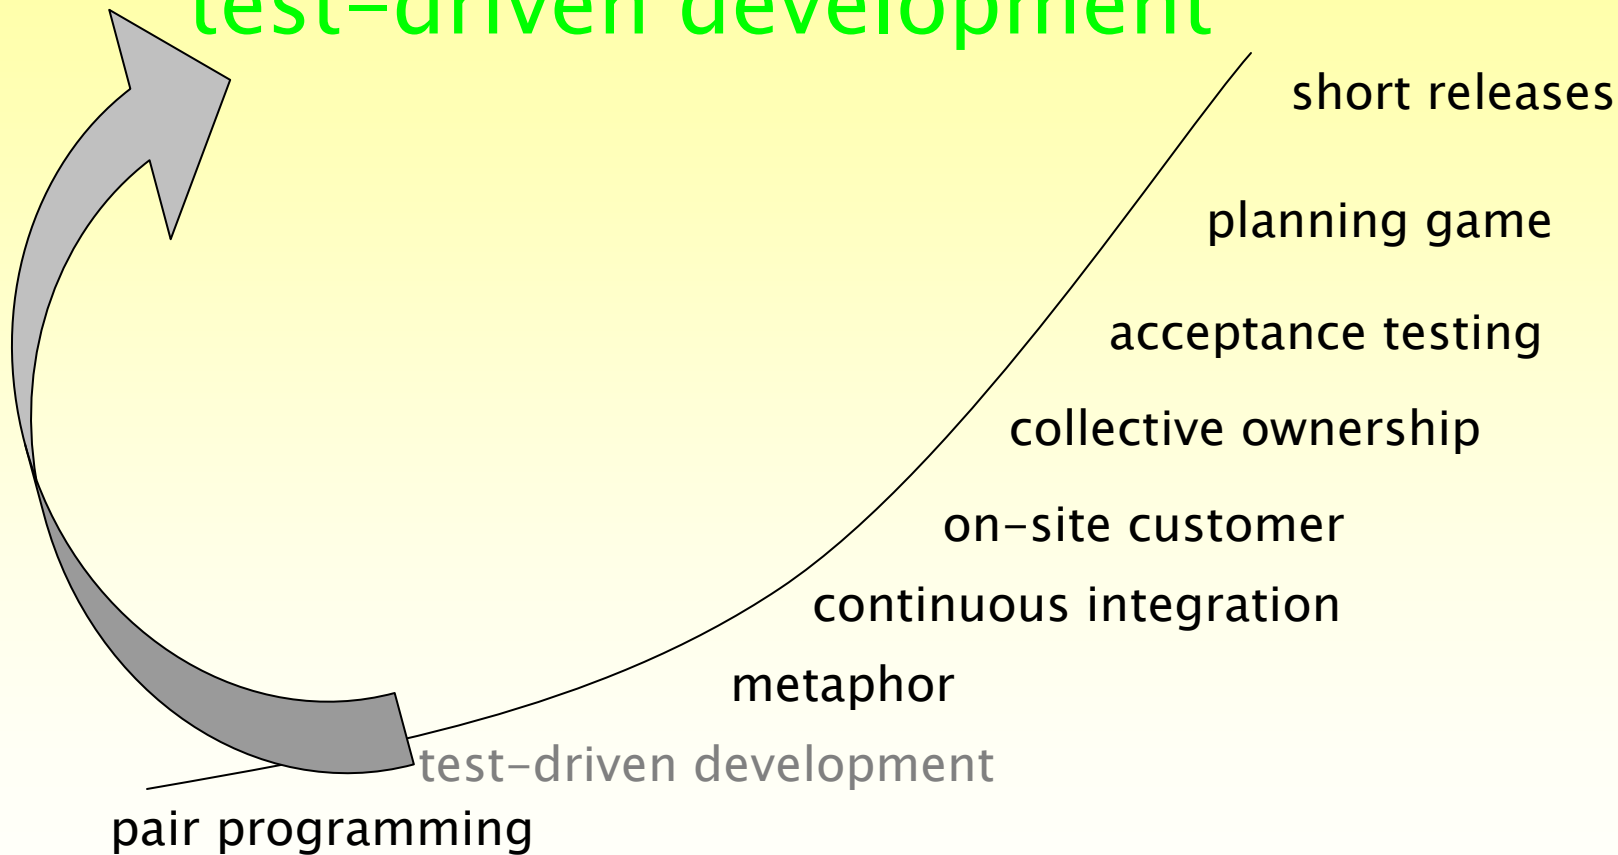 test-driven development
short releases
planning game
acceptance testing
collective ownership
on-site customer
continuous integration
metaphor
test-driven development
pair programming